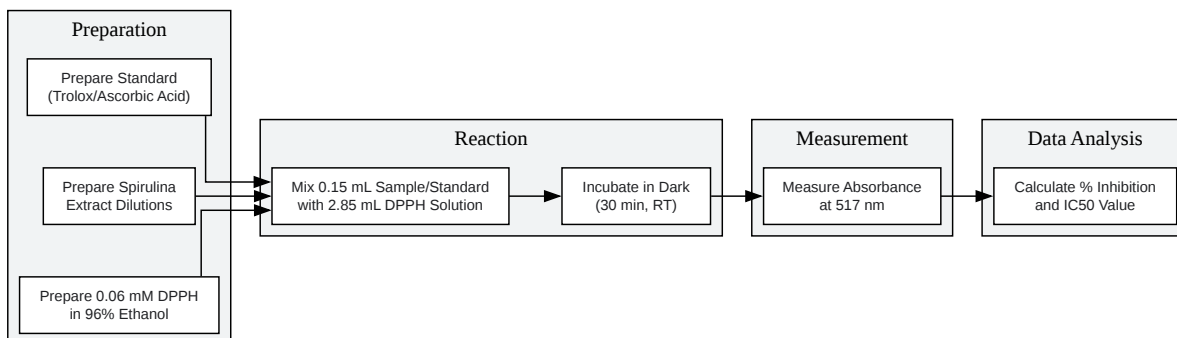 Preparation
Prepare Standard
(Trolox/Ascorbic Acid)
Prepare Spirulina
Extract Dilutions
Prepare 0.06 mM DPPH
in 96% Ethanol
Reaction
Mix 0.15 mL Sample/Standard
with 2.85 mL DPPH Solution
Incubate in Dark
(30 min, RT)
Measurement
Measure Absorbance
at 517 nm
Data Analysis
Calculate % Inhibition
and IC50 Value